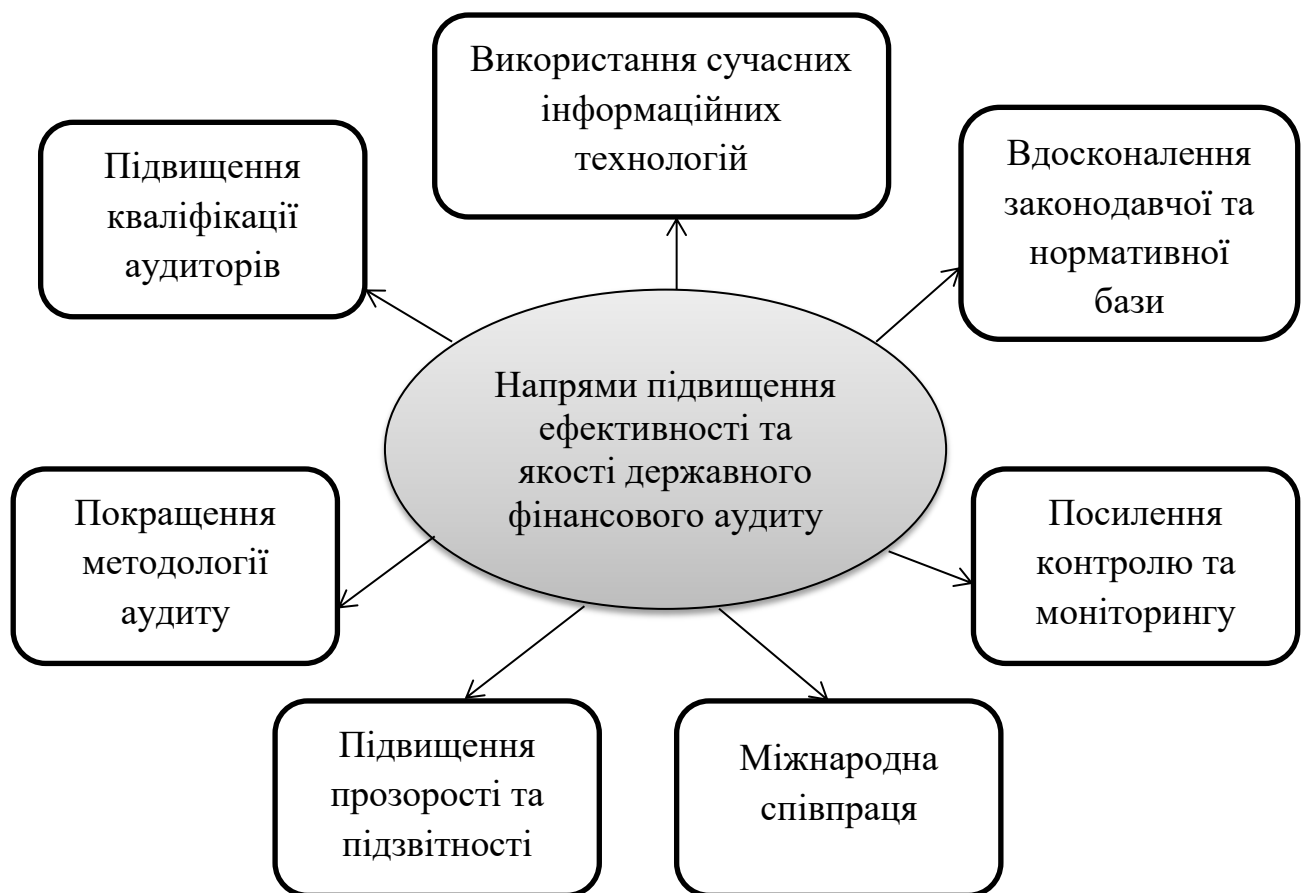 Використання сучасних
інформаційних
технологій
Підвищення
кваліфікації
аудиторів
Вдосконалення
законодавчої та
нормативної
бази
Напрями підвищення
ефективності та
якості державного
фінансового аудиту
Покращення
методології
аудиту
Посилення
контролю та
моніторингу
Підвищення
прозорості та
підзвітності
Міжнародна
співпраця